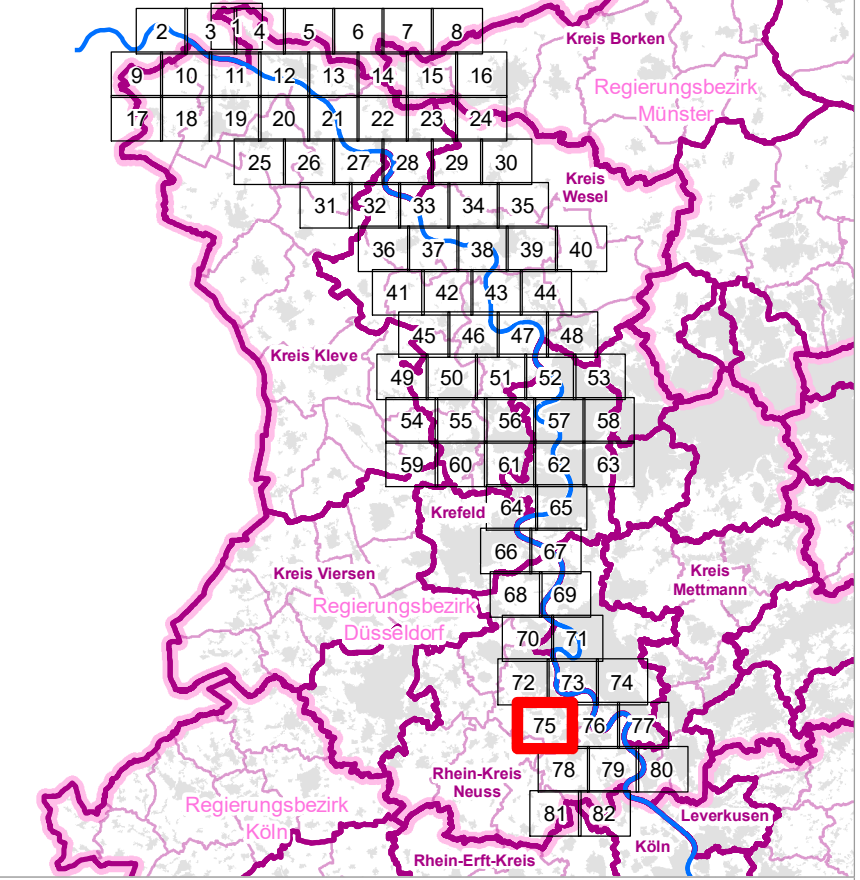 1
2 3 4 5 6 7 8
Kreis Borken
9 10 11 12 13 14 15 16
Regierungsbezirk
Münster
17 18 19 20 21 22 23 24
25 26 27 28 29 30
Kreis
Wesel
31 32 33 34 35
36 37 38 39 40
41 42 43 44
45 46 47 48
Kreis Kleve
49 50 51 52 53
54 55 56 57 58
59 60 61 62 63
Krefeld
64 65
66 67
Kreis Viersen
Kreis
Mettmann
68 69
Regierungsbezirk
Düsseldorf
70 71
72 73 74
75 76 77
78 79 80
Rhein-Kreis
Neuss
Regierungsbezirk
Köln
81 82
Leverkusen
Köln
Rhein-Erft-Kreis